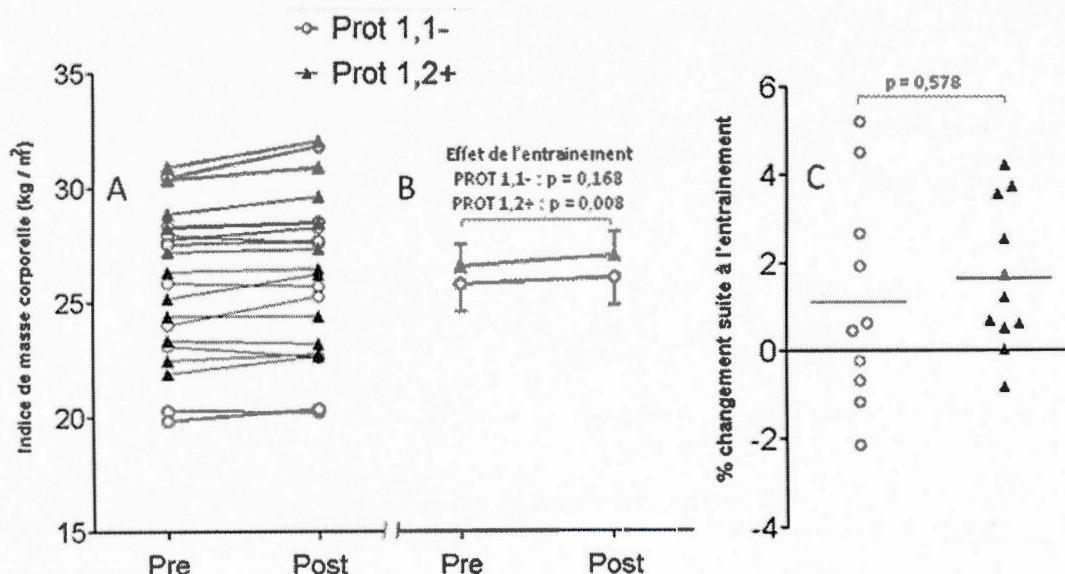 Prot 1,1-
Prot 1,2+
Indice de masse corporelle (kg / m²)
35
30
25
20
15
A
Pre
Post
B
Effet de l'entrainement
PROT 1,1- : p = 0,168
PROT 1,2+ : p = 0,008
Pre
Post
% changement suite à l'entrainement
6
4
2
0
-2
-4
C
p = 0,578